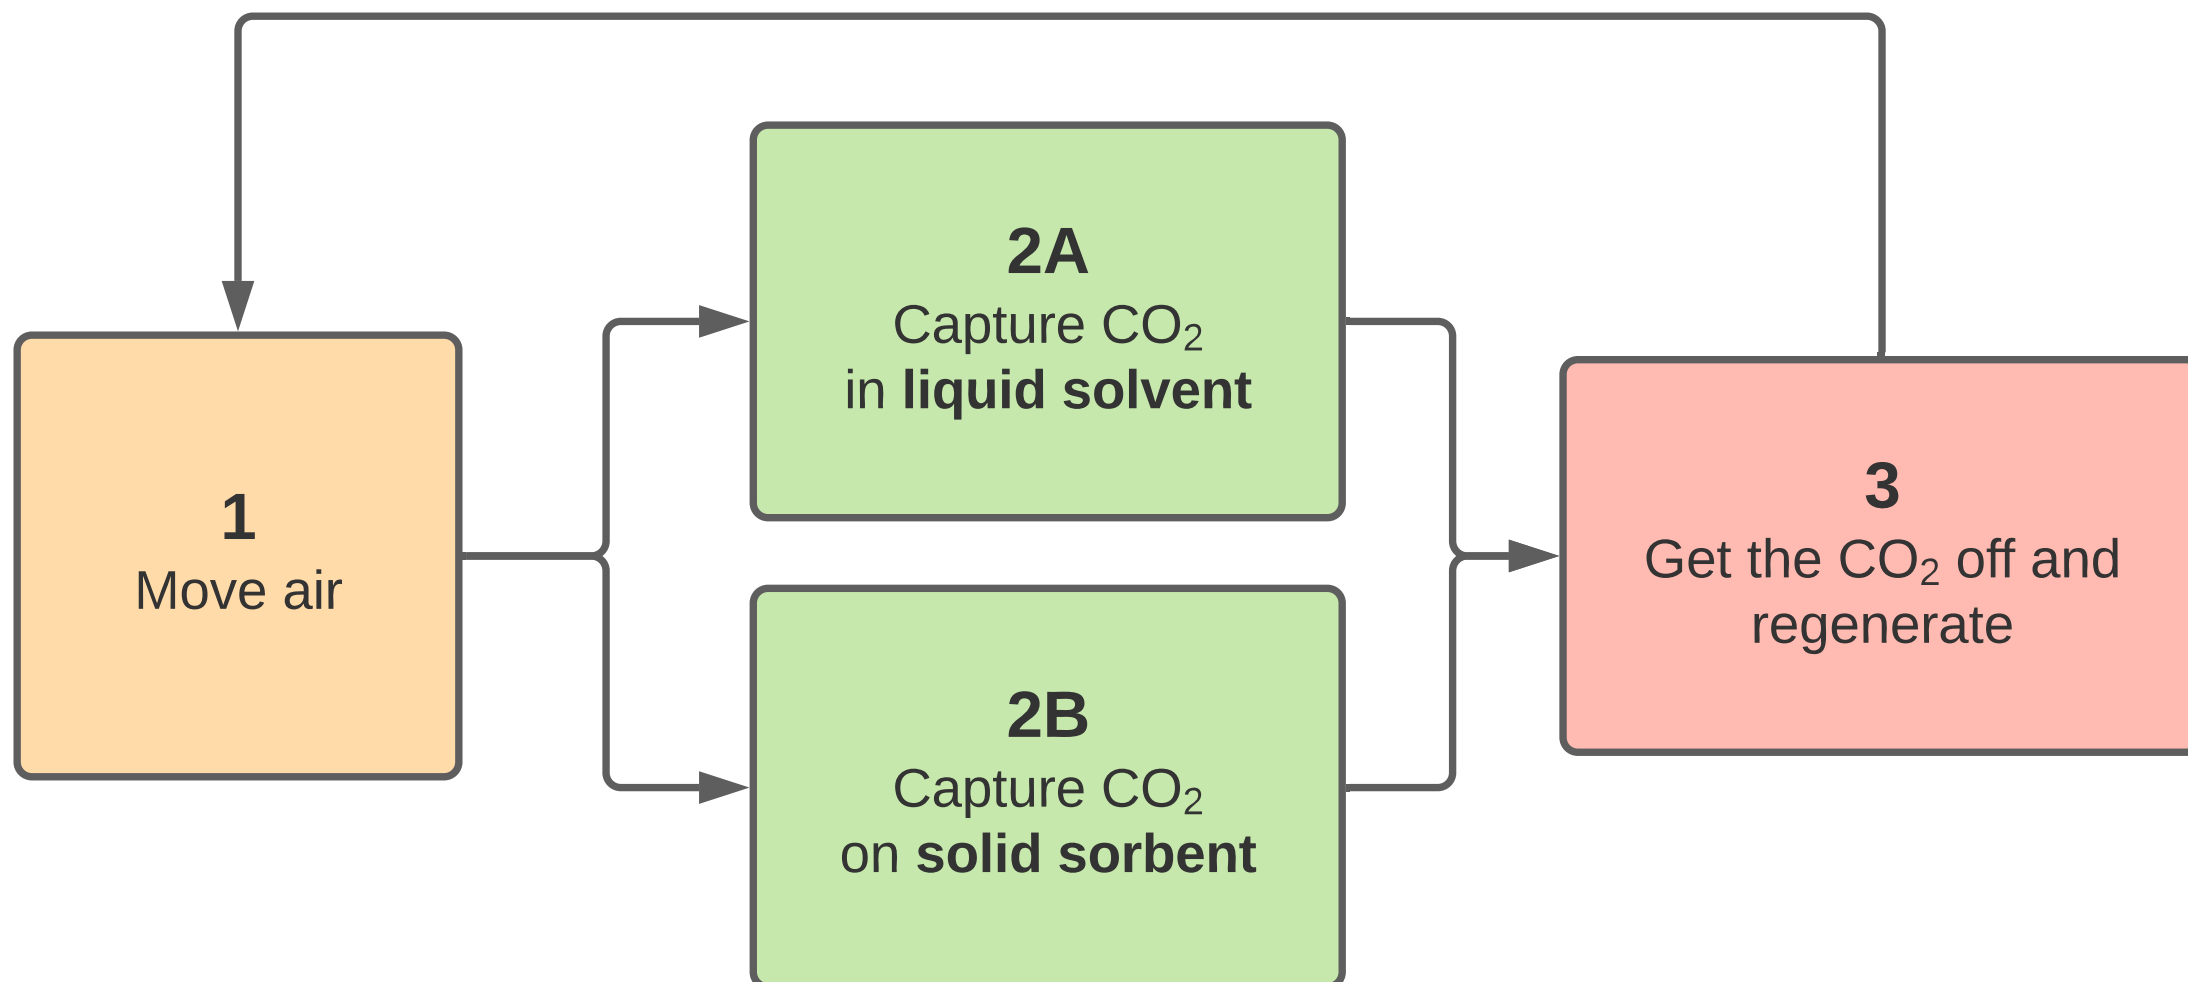 1
Move air
2A
Capture CO₂
in liquid solvent
2B
Capture CO₂
on solid sorbent
3
Get the CO₂ off and
regenerate